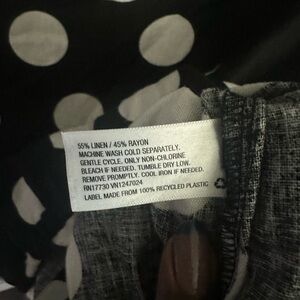 55% LINEN / 45% RAYON
MACHINE WASH COLD SEPARATELY.
GENTLE CYCLE. ONLY NON-CHLORINE
BLEACH IF NEEDED. TUMBLE DRY LOW.
REMOVE PROMPTLY. COOL IRON IF NEEDED.
RN17730 VN1247024
LABEL MADE FROM 100% RECYCLED PLASTIC